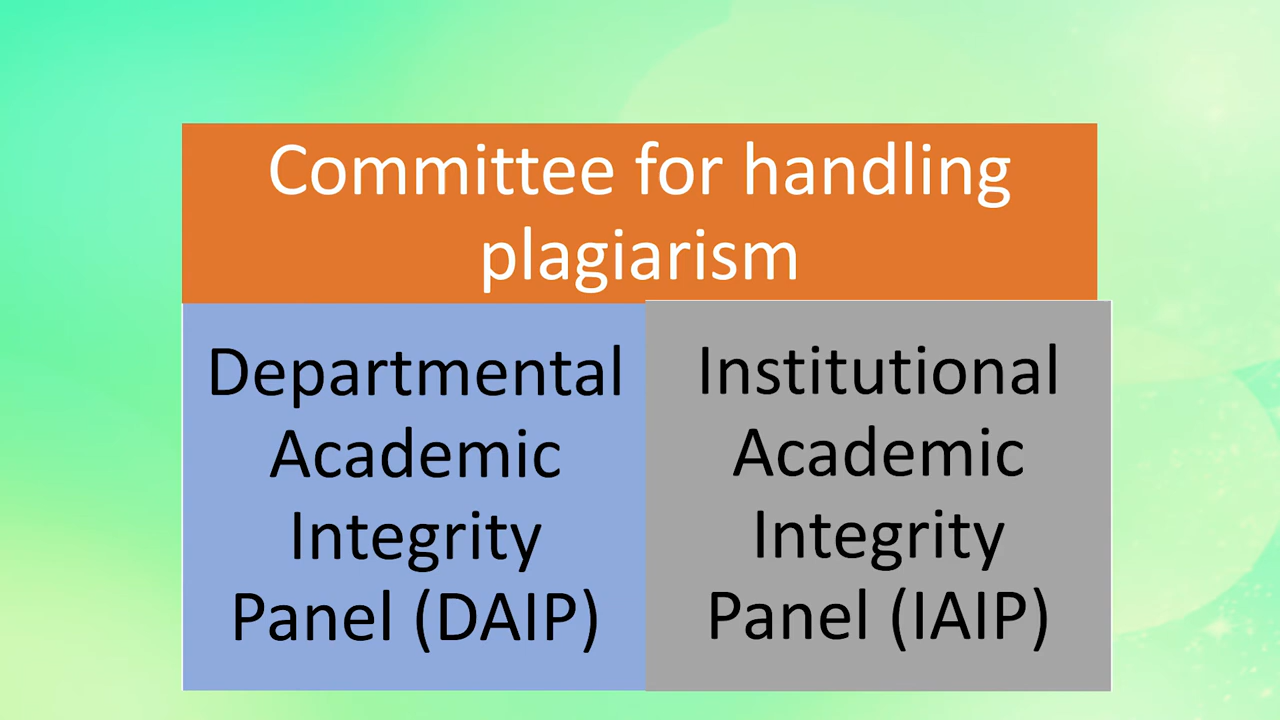 Committee for handling
plagiarism
Departmental
Academic
Integrity
Panel (DAIP)
Institutional
Academic
Integrity
Panel (IAIP)